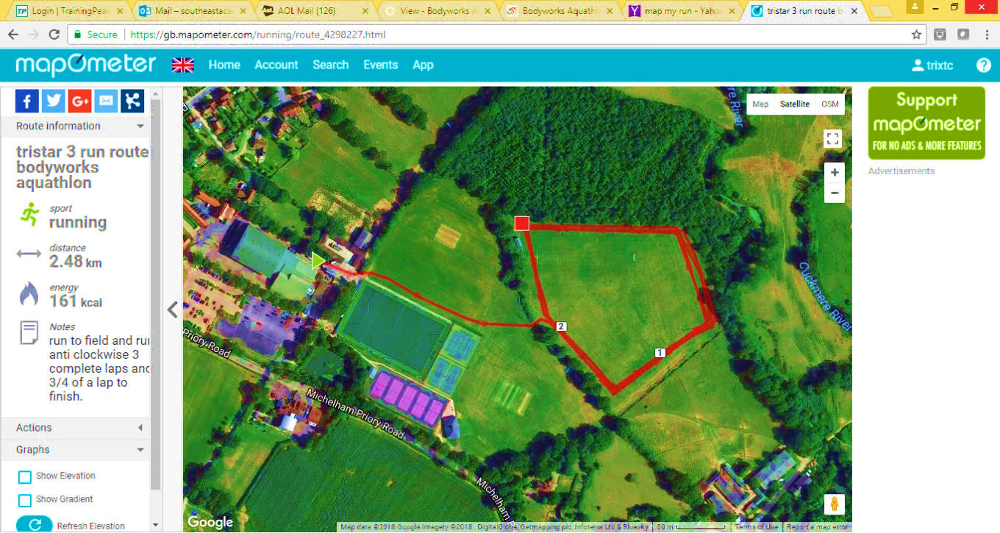 Login | TrainingPeak
Mail – southeastaca
AOL Mail (126)
View - Bodyworks A
Bodyworks Aquathl
map my run - Yaho
tristar 3 run route b
Secure | https://gb.mapometer.com/running/route_4298227.html
mapometer
Home
Account
Search
Events
App
trixtc
?
Route information
tristar 3 run route
bodyworks
aquathlon
sport
running
distance
2.48 km
energy
161 kcal
Notes
run to field and run
anti clockwise 3
complete laps and
3/4 of a lap to
finish.
Actions
Graphs
Show Elevation
Show Gradient
Refresh Elevation
Map
Satellite
OSM
+
−
ere River
Cuckmere River
2
1
Priory Road
Michelham Priory Road
Michelham P
Google
Map data ©2018 Google Imagery ©2018 , DigitalGlobe, Getmapping plc, Infoterra Ltd & Bluesky
50 m
Terms of Use
Report a map error
Support
mapometer
FOR NO ADS & MORE FEATURES
Advertisements